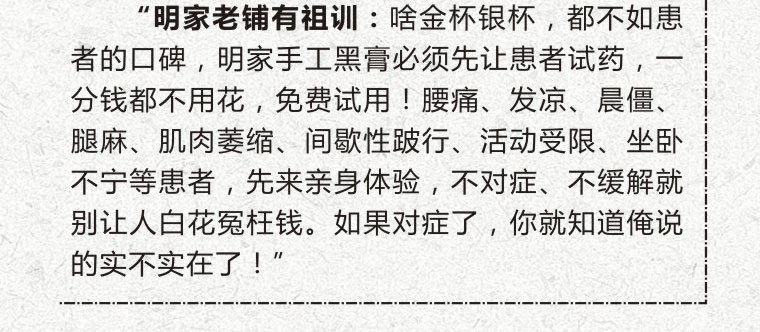 “明家老铺有祖训：啥金杯银杯，都不如患
者的口碑，明家手工黑膏必须先让患者试药，一
分钱都不用花，免费试用！腰痛、发凉、晨僵、
腿麻、肌肉萎缩、间歇性跛行、活动受限、坐卧
不宁等患者，先来亲身体验，不对症、不缓解就
别让人白花冤枉钱。如果对症了，你就知道俺说
的实不实在了！”